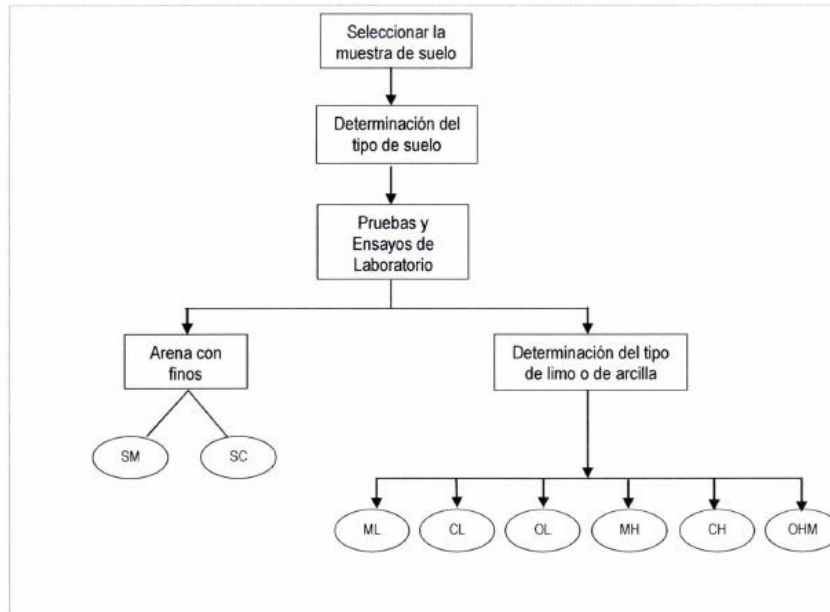 Seleccionar la
muestra de suelo
Determinación del
tipo de suelo
Pruebas y
Ensayos de
Laboratorio
Arena con
finos
Determinación del tipo
de limo o de arcilla
SM
SC
ML
CL
OL
MH
CH
OHM